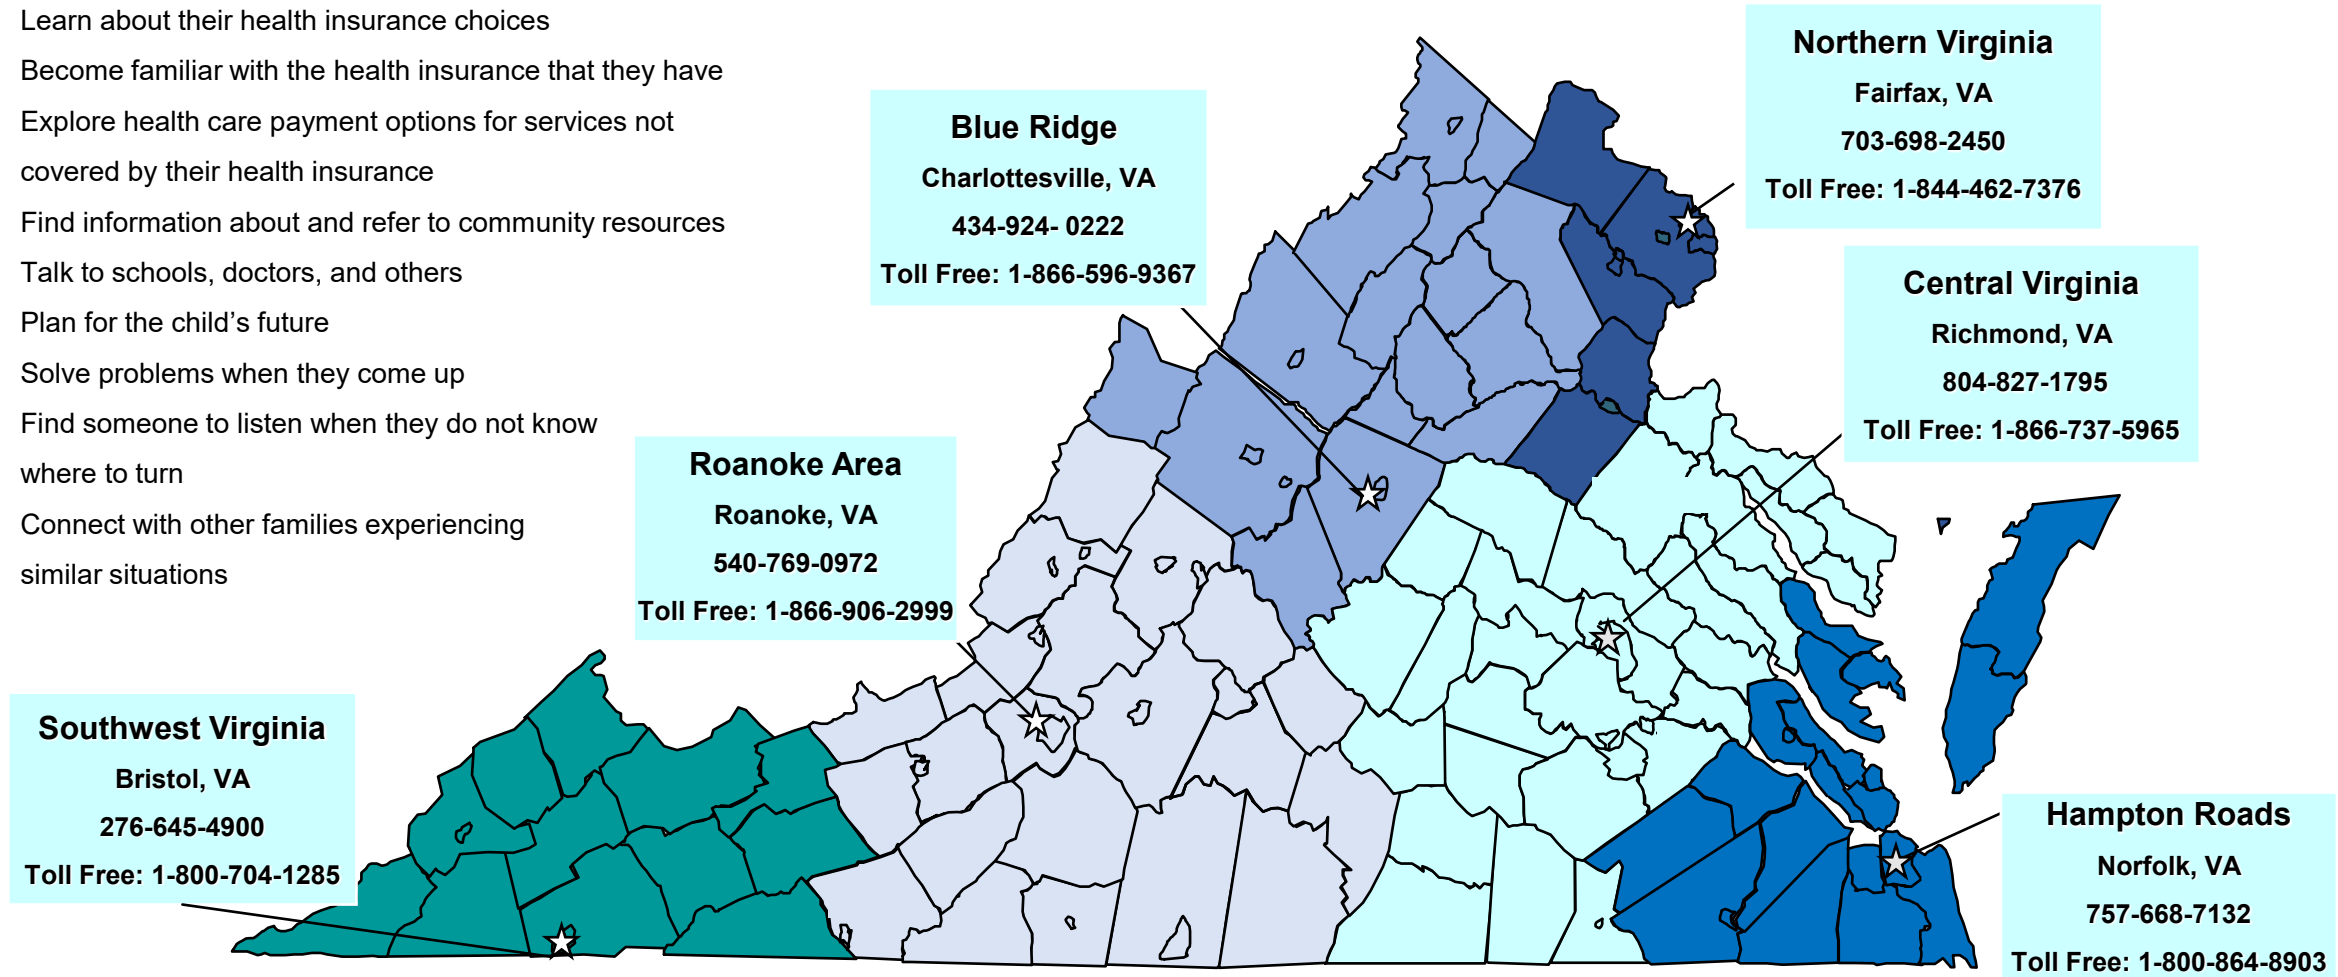 Learn about their health insurance choices
Become familiar with the health insurance that they have
Explore health care payment options for services not
covered by their health insurance
Find information about and refer to community resources
Talk to schools, doctors, and others
Plan for the child’s future
Solve problems when they come up
Find someone to listen when they do not know
where to turn
Connect with other families experiencing
similar situations
Northern Virginia
Fairfax, VA
703-698-2450
Toll Free: 1-844-462-7376
Blue Ridge
Charlottesville, VA
434-924- 0222
Toll Free: 1-866-596-9367
Central Virginia
Richmond, VA
804-827-1795
Toll Free: 1-866-737-5965
Roanoke Area
Roanoke, VA
540-769-0972
Toll Free: 1-866-906-2999
Southwest Virginia
Bristol, VA
276-645-4900
Toll Free: 1-800-704-1285
Hampton Roads
Norfolk, VA
757-668-7132
Toll Free: 1-800-864-8903